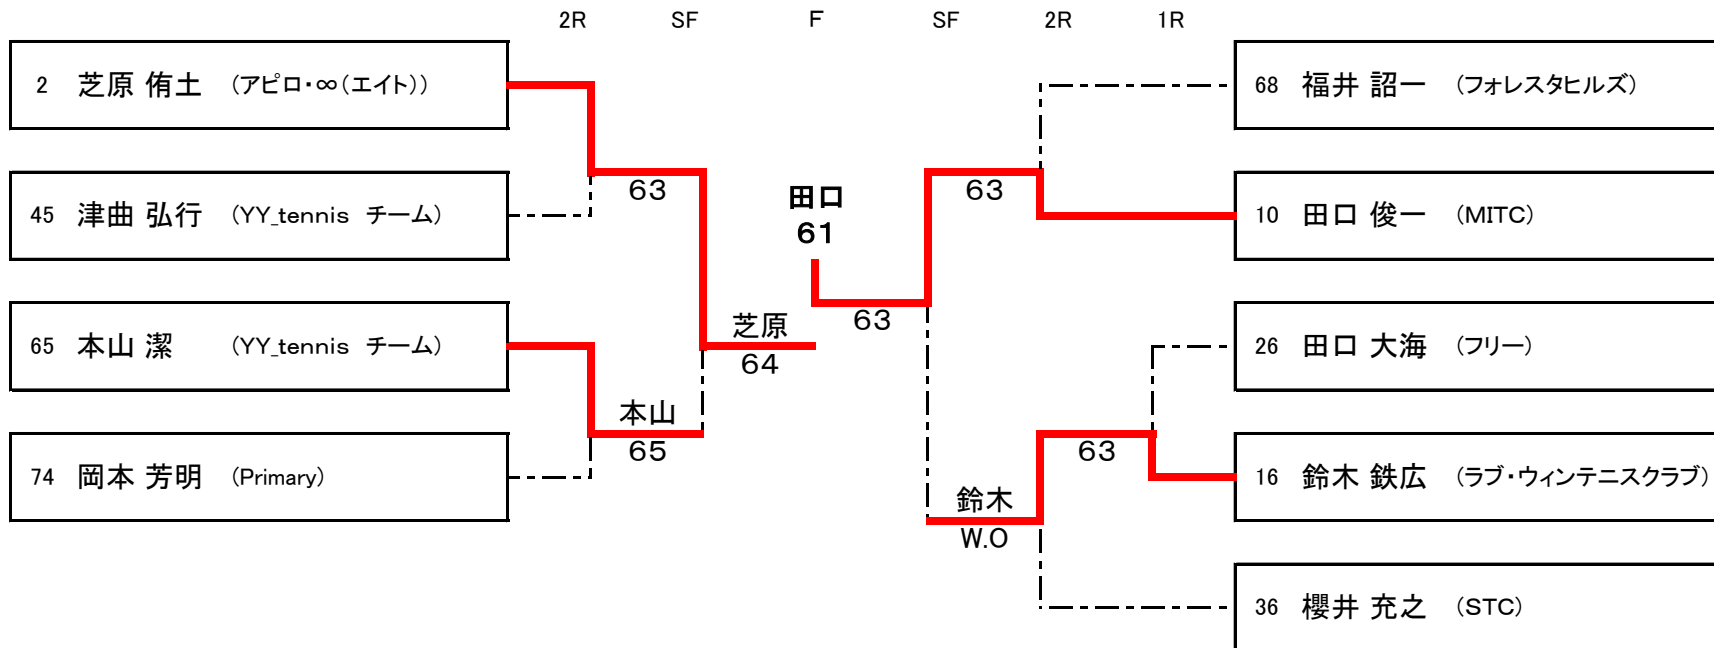 2R SF F SF 2R 1R
2 芝原 侑土 (アピロ・∞(エイト))
68 福井 詔一 (フォレスタヒルズ)
63
田口
61
63
45 津曲 弘行 (YY_tennis チーム)
10 田口 俊一 (MITC)
芝原
64
63
65 本山 潔 (YY_tennis チーム)
26 田口 大海 (フリー)
本山
65
63
74 岡本 芳明 (Primary)
16 鈴木 鉄広 (ラブ・ウィンテニスクラブ)
鈴木
W.O
36 櫻井 充之 (STC)